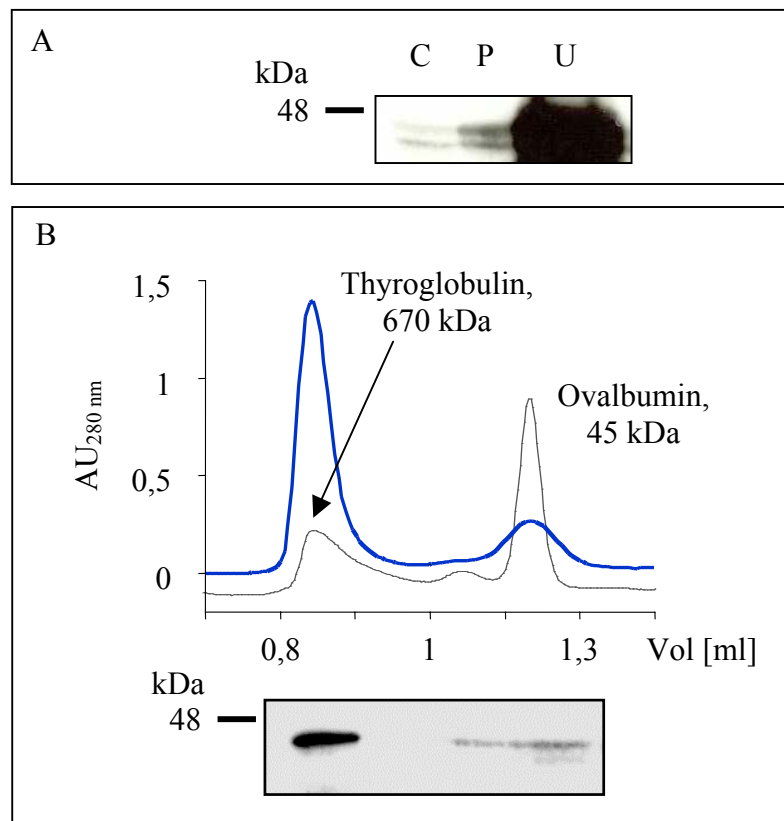 A
C P U
kDa
48
B
1,5
Thyroglobulin,
670 kDa
1
Ovalbumin,
45 kDa
AU280 nm
0,5
0
0,8 1 1,3 Vol [ml]
kDa
48